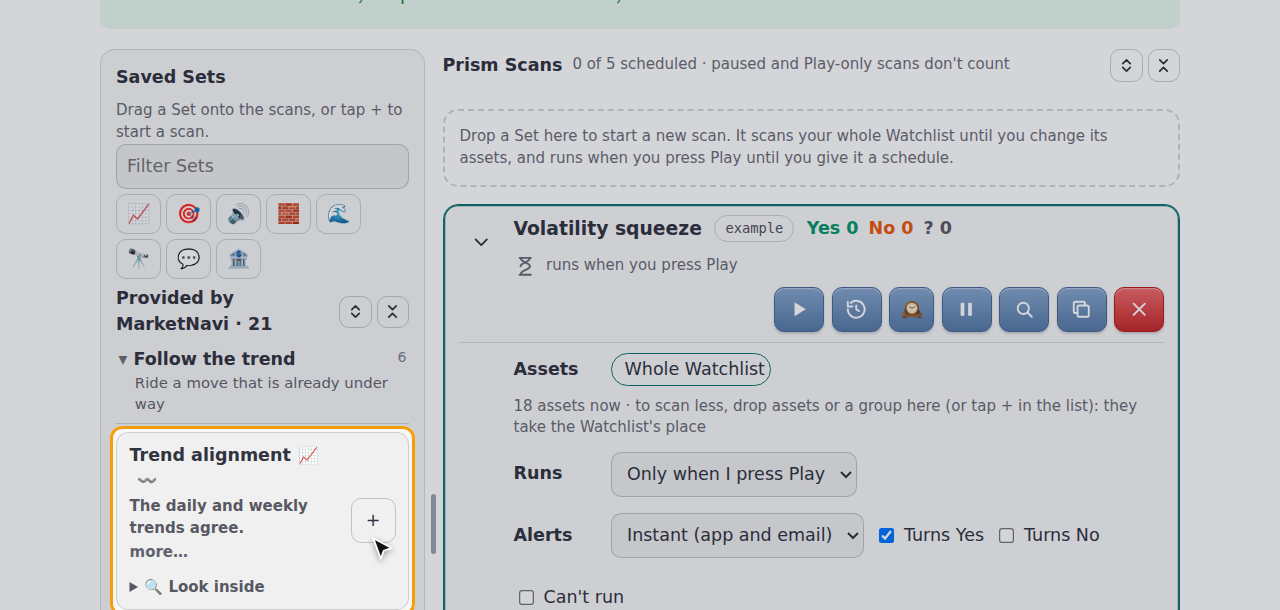 Saved Sets
Drag a Set onto the scans, or tap + to
start a scan.
Filter Sets
Provided by
MarketNavi · 21
Follow the trend 6
Ride a move that is already under
way
Trend alignment
The daily and weekly
trends agree.
more...
+
Look inside
Prism Scans 0 of 5 scheduled · paused and Play-only scans don't count
Drop a Set here to start a new scan. It scans your whole Watchlist until you change its
assets, and runs when you press Play until you give it a schedule.
Volatility squeeze example Yes 0 No 0 ? 0
runs when you press Play
Assets Whole Watchlist
18 assets now · to scan less, drop assets or a group here (or tap + in the list): they
take the Watchlist's place
Runs Only when I press Play
Alerts Instant (app and email) Turns Yes Turns No
Can't run